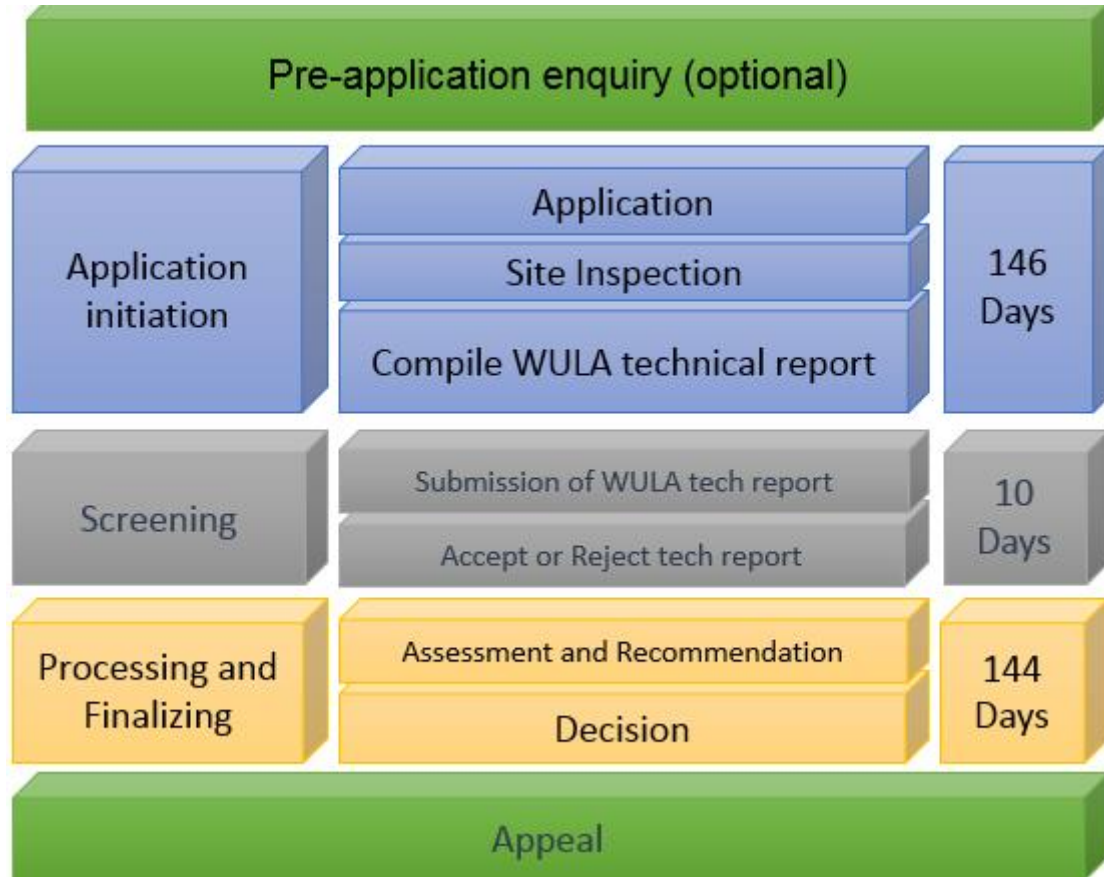 Pre-application enquiry (optional)
Application
initiation
Application
Site Inspection
Compile WULA technical report
146
Days
Screening
Submission of WULA tech report
Accept or Reject tech report
10
Days
Processing and
Finalizing
Assessment and Recommendation
Decision
144
Days
Appeal